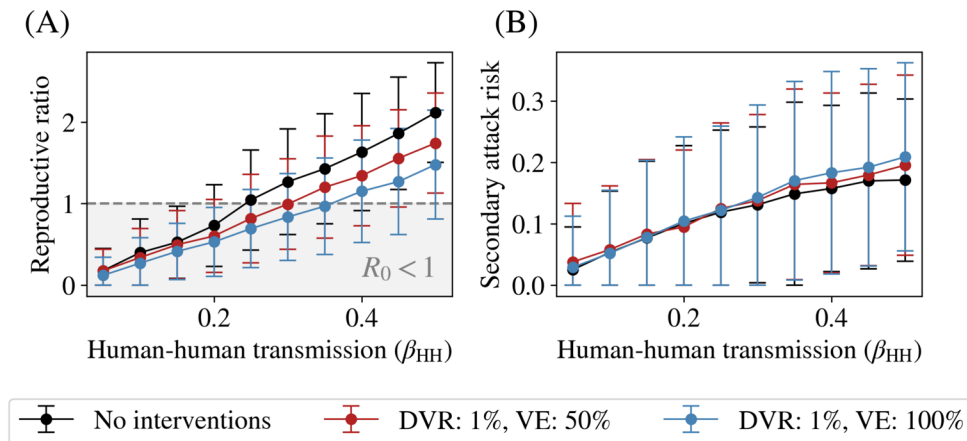 (A)
(B)
Reproductive ratio
2
1
0
R₀ < 1
0.2
0.4
Human-human transmission (β_HH)
Secondary attack risk
0.3
0.2
0.1
0.0
0.2
0.4
Human-human transmission (β_HH)
No interventions
DVR: 1%, VE: 50%
DVR: 1%, VE: 100%